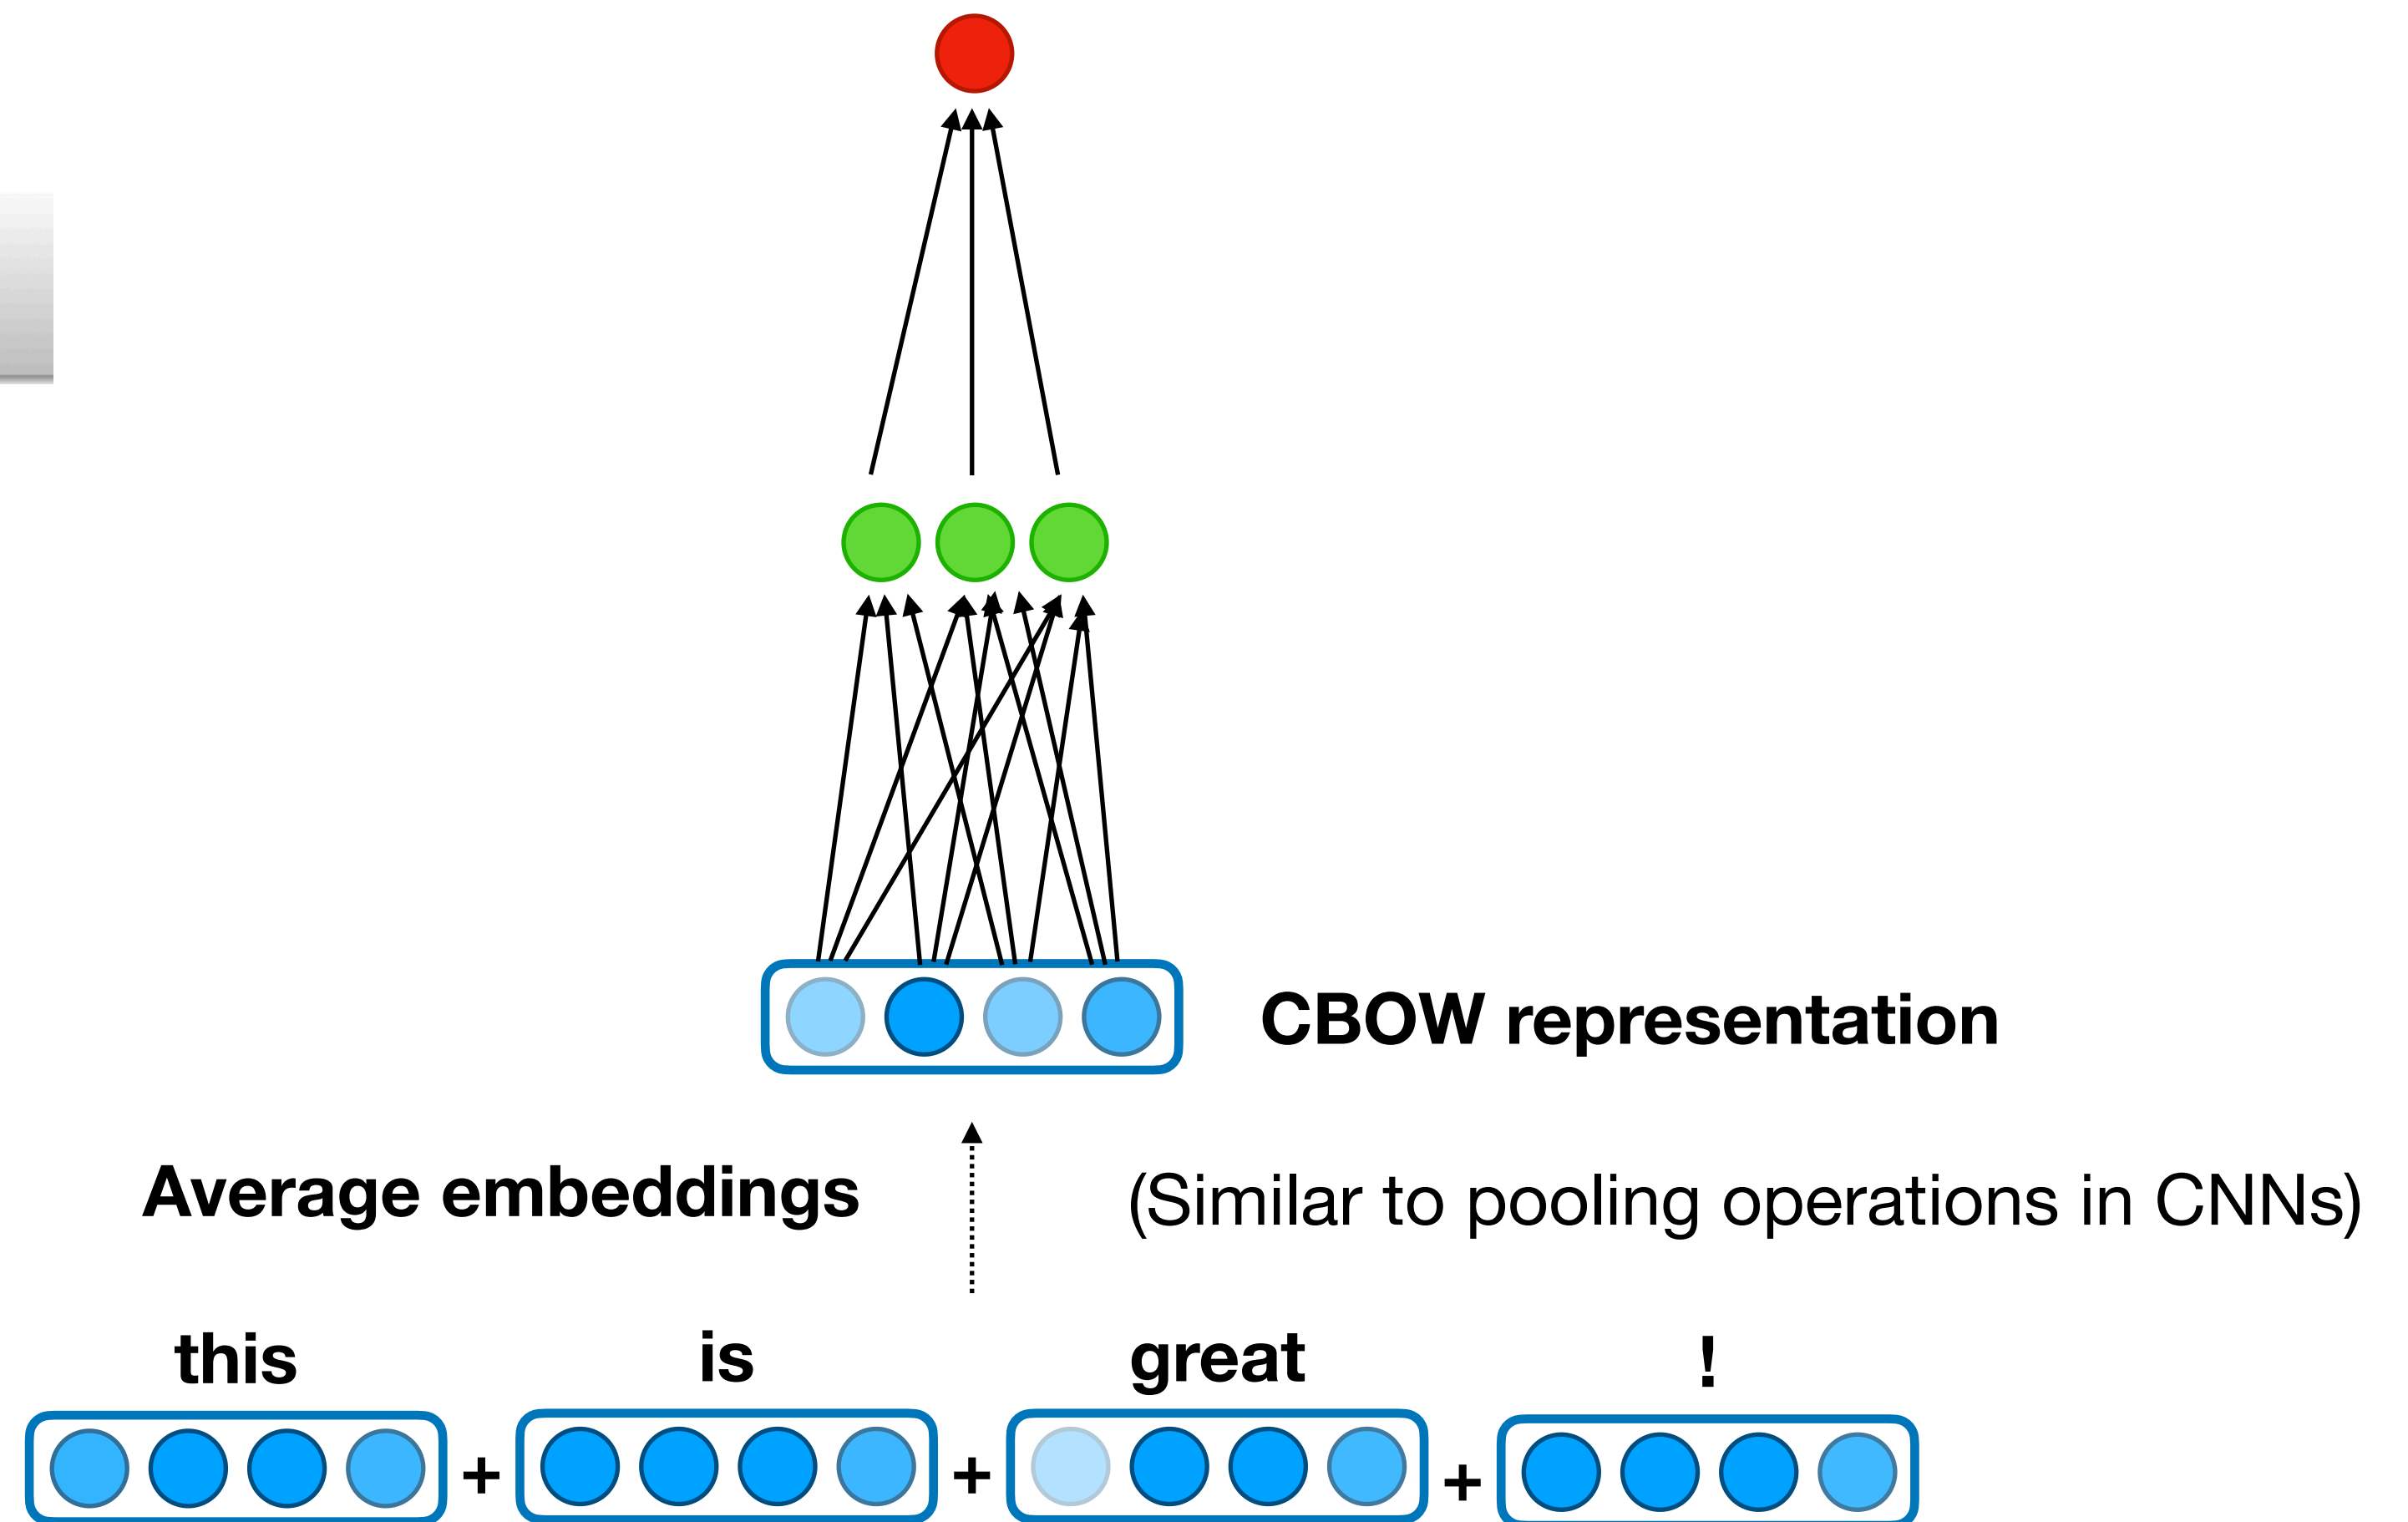 CBOW representation
Average embeddings
(Similar to pooling operations in CNNs)
this is great !
+ + +